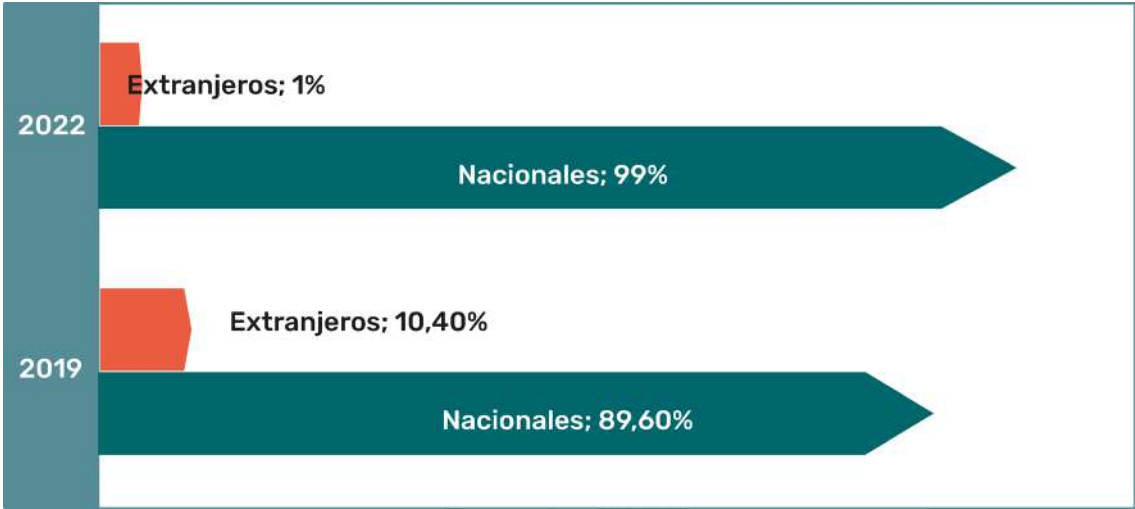 Extranjeros; 1%
2022
Nacionales; 99%
Extranjeros; 10,40%
2019
Nacionales; 89,60%